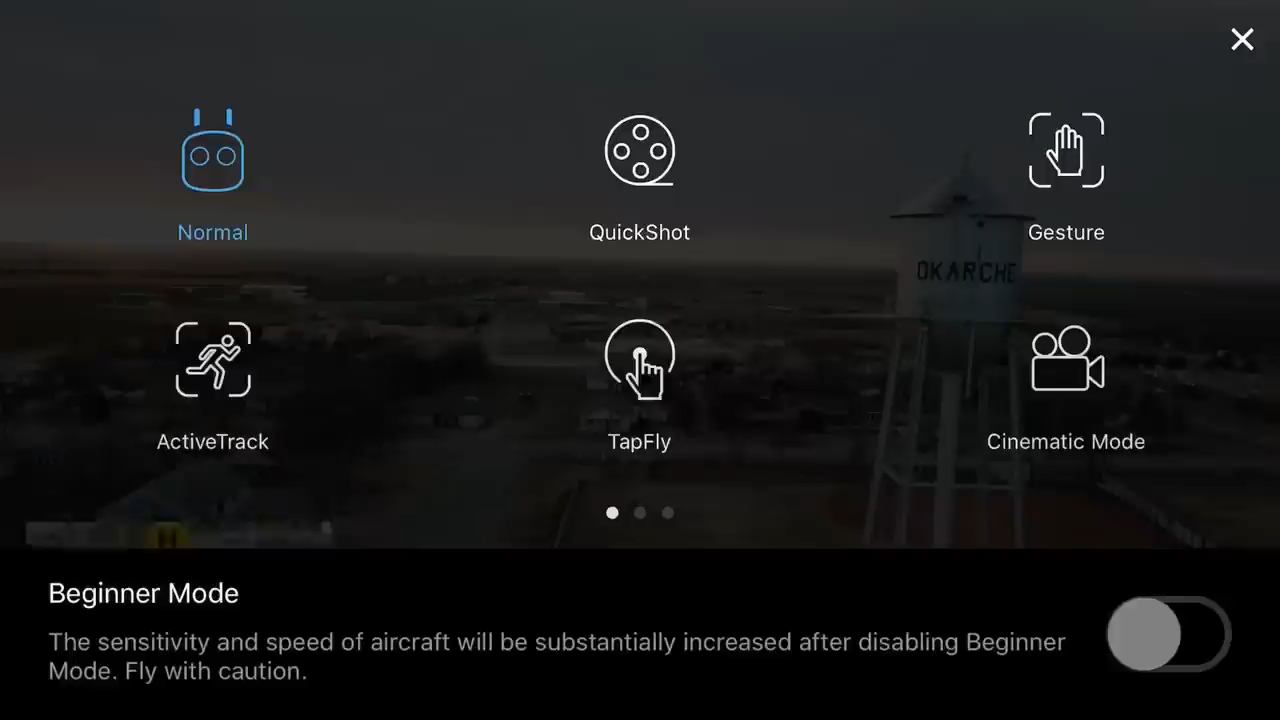 Normal
QuickShot
Gesture
OKARCHE
ActiveTrack
TapFly
Cinematic Mode
H
Beginner Mode
The sensitivity and speed of aircraft will be substantially increased after disabling Beginner
Mode. Fly with caution.